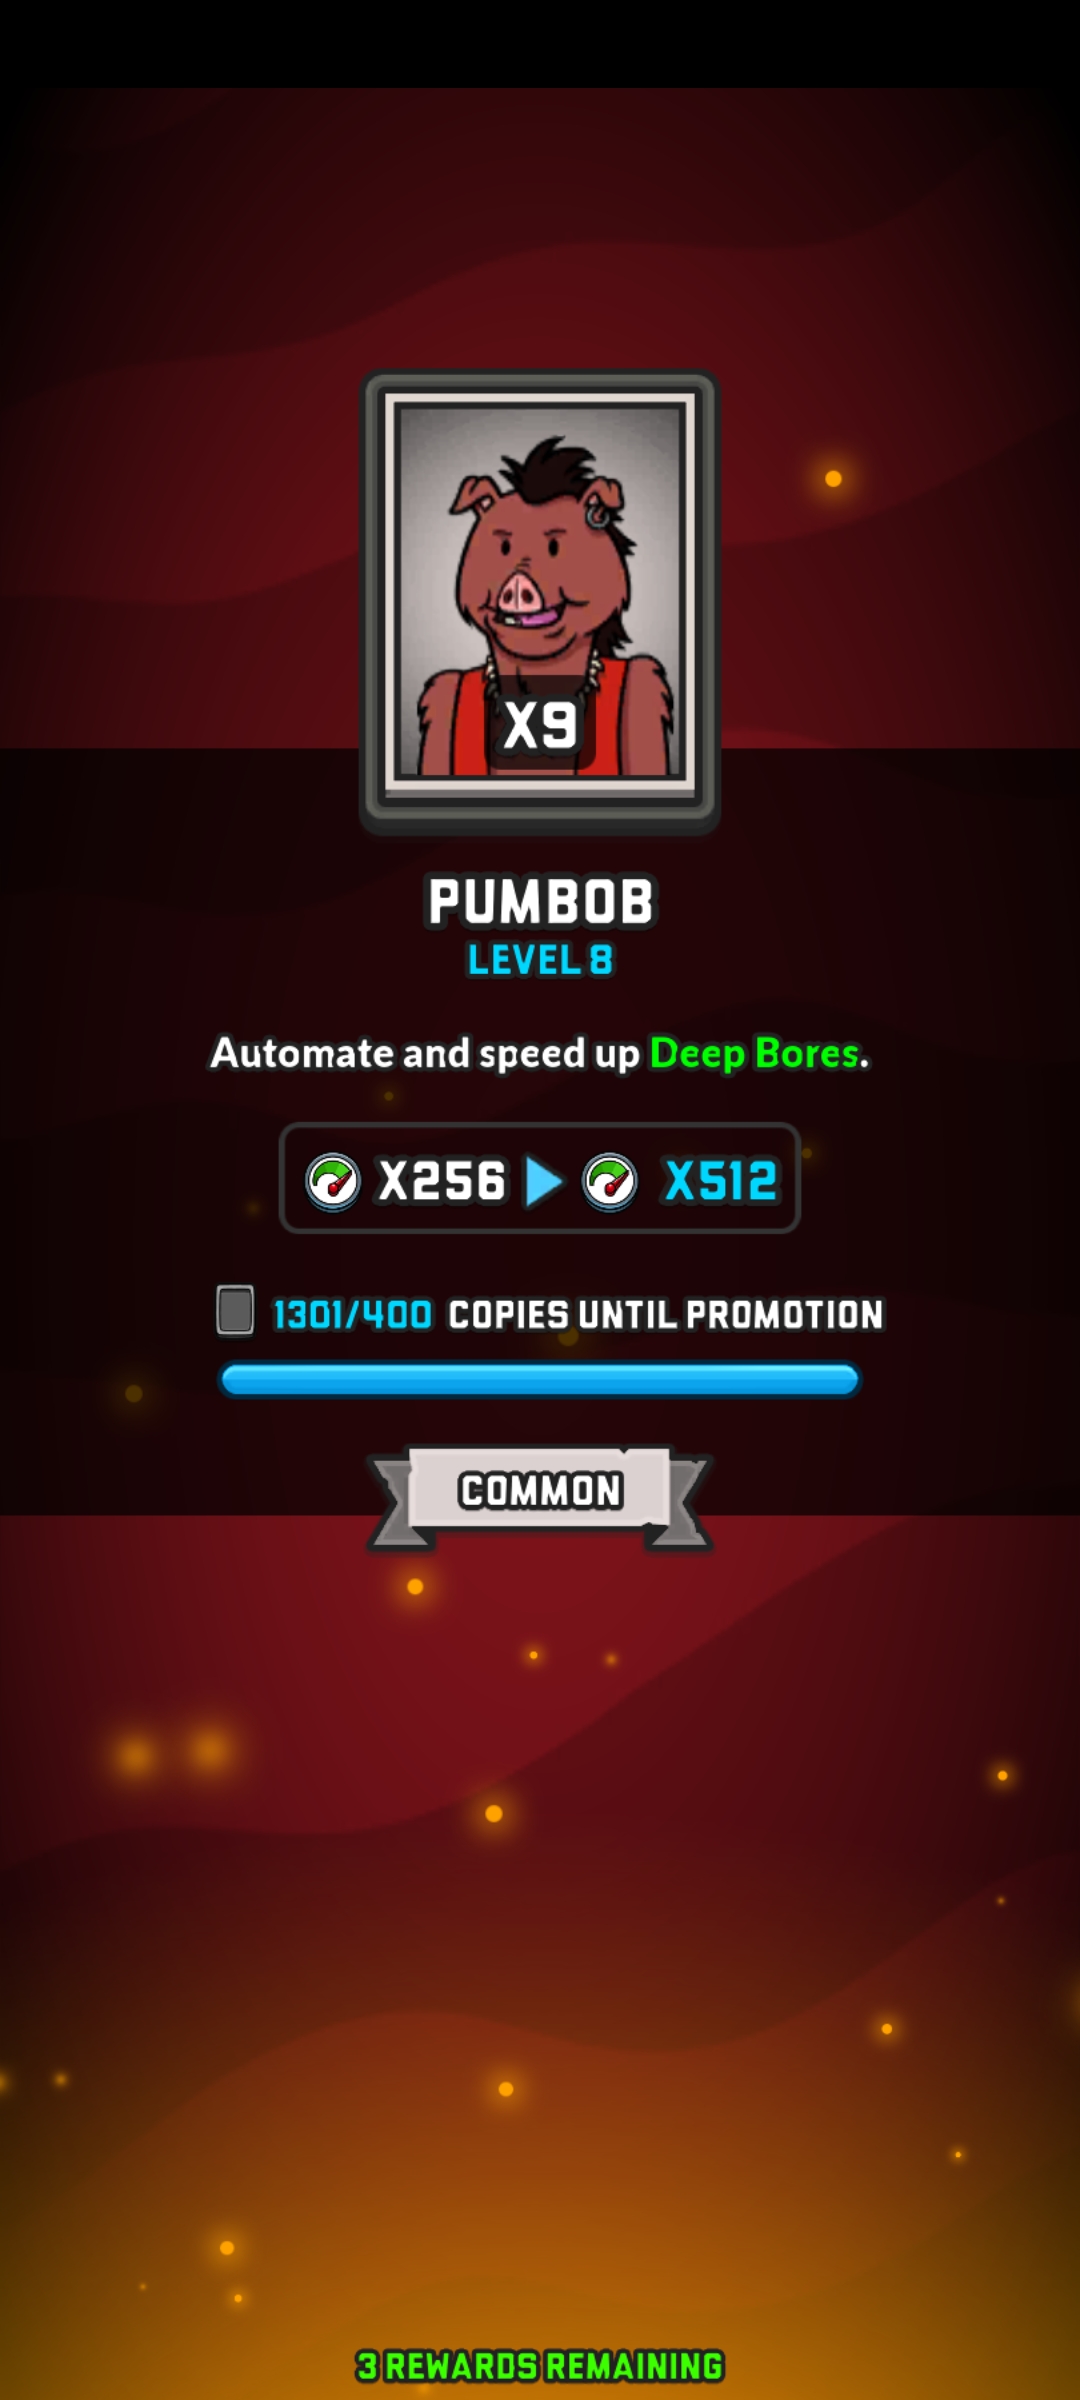 X9
PUMBOB
LEVEL 8
Automate and speed up Deep Bores.
X256 X512
1301/400 COPIES UNTIL PROMOTION
COMMON
3 REWARDS REMAINING